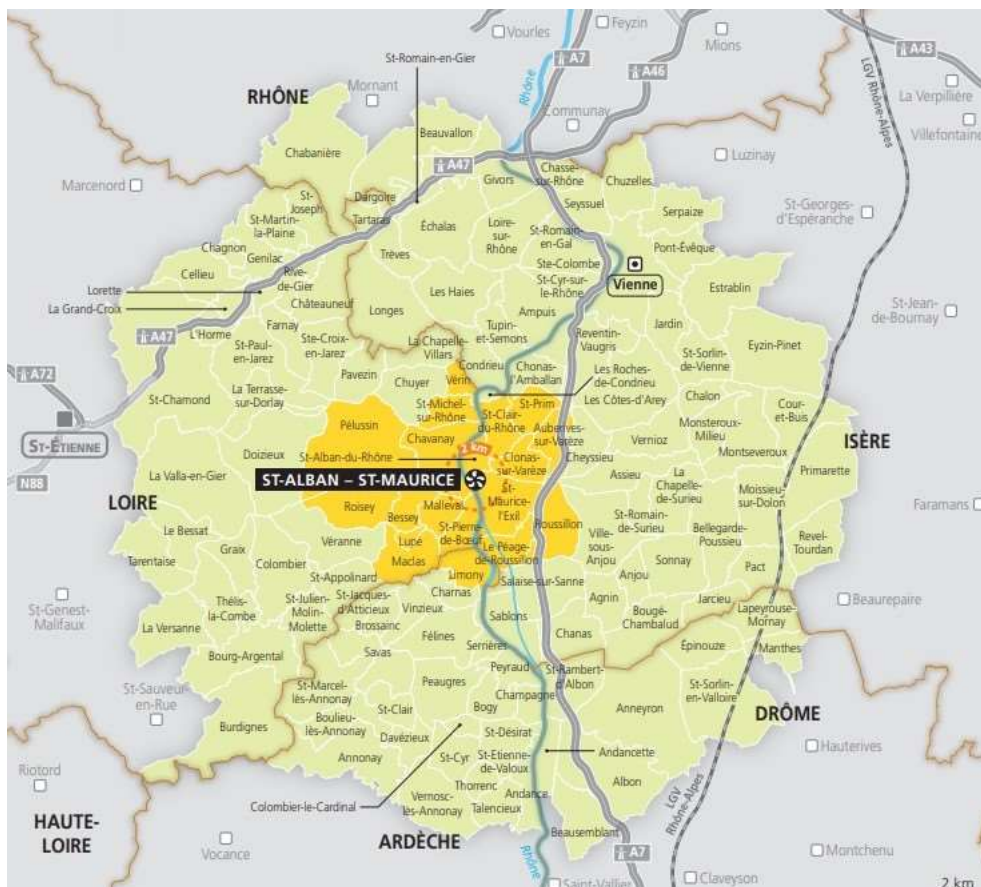 Vourles
Feyzin
Mions
A7
A43
A46
Rhône
LGV Rhône-Alpes
La Verpillière
Villefontaine
St-Romain-en-Gier
RHÔNE
Mornant
Communay
Luzinay
Marcenord
St-Georges-
d'Espéranche
St-Jean-
de-Bournay
Beauvallon
Chabanière
A47
Givors
Chasse-
sur-Rhône
Chuzelles
Seyssuel
Serpaize
Dargoire
Tartaras
St-
Joseph
St-Martin-
la-Plaine
Chagnon
Genilac
Cellieu
Rive-
de-Gier
Échalas
Loire-
sur-
Rhône
St-Romain-
en-Gal
Pont-Évêque
Trèves
Ste-Colombe
St-Cyr-sur-
le-Rhône
Vienne
Estrablin
Lorette
La Grand-Croix
Châteauneuf
Les Haies
Longes
Ampuis
Tupin-
et-Semons
Reventin-
Vaugris
Jardin
Eyzin-Pinet
A47
L'Horme
Farnay
St-Paul-
en-Jarez
Ste-Croix-
en-Jarez
La Chapelle-
Villars
Condrieu
Chonas-
l'Amballan
St-Sorlin-
de-Vienne
Les Roches-
de-Condrieu
Les Côtes-d'Arey
A72
ST-ÉTIENNE
N88
St-Chamond
La Terrasse-
sur-Dorlay
Pavezin
Chuyer
Vérin
St-Michel-
sur-Rhône
St-Prim
St-Clair-
du-Rhône
Chalon
Cour-
et-Buis
Monsteroux-
Milieu
Montseveroux
ISÈRE
Pélussin
Chavanay
Auberives-
sur-Varèze
Vernioz
Cheyssieu
Primarette
Doizieux
St-Alban-du-Rhône
2 km
Clonas-
sur-Varèze
Assieu
La
Chapelle-
de-Surieu
Moissieu-
sur-Dolon
La Valla-en-Gier
ST-ALBAN – ST-MAURICE
St-
Maurice-
l'Exil
LOIRE
Roisey
Bessey
Malleval
Roussillon
St-Romain-
de-Surieu
Bellegarde-
Poussieu
Faramans
Le Bessat
Véranne
Lupé
St-Pierre-
de-Bœuf
Ville-
sous-
Anjou
Revel-
Tourdan
Tarentaise
Graix
Colombier
Maclas
Le Péage-
de-Roussillon
Limony
Salaise-sur-Sanne
Sonnay
Anjou
Pact
St-Appolinard
Charnas
Agnin
Jarcieu
Beaurepaire
St-Genest-
Malifaux
Thélis-
la-Combe
St-Julien-
Molin-
Molette
St-Jacques-
d'Atticieux
Vinzieux
Brossainc
Sablons
Bougé-
Chambalud
Lapeyrouse-
Mornay
La Versanne
Félines
Chanas
Épinouze
Manthes
Bourg-Argental
Savas
Serrières
Peyraud
St-Rambert-
d'Albon
St-Sauveur-
en-Rue
St-Marcel-
lès-Annonay
Peaugres
Champagne
St-Sorlin-
en-Valloire
Boulieu-
lès-Annonay
St-Clair
Bogy
Anneyron
DRÔME
Burdignes
Davézieux
St-Désirat
Annonay
St-Cyr
St-Etienne-
de-Valoux
Andancette
Hauterives
Riotord
Thorrenc
Albon
Colombier-le-Cardinal
Vernosc-
lès-Annonay
Andance
Talencieux
HAUTE-
LOIRE
Vocance
ARDÈCHE
Beausemblant
LGV
Rhône-Alpes
A7
Rhône
Montchenu
Saint-Vallier
Claveyson
2 km